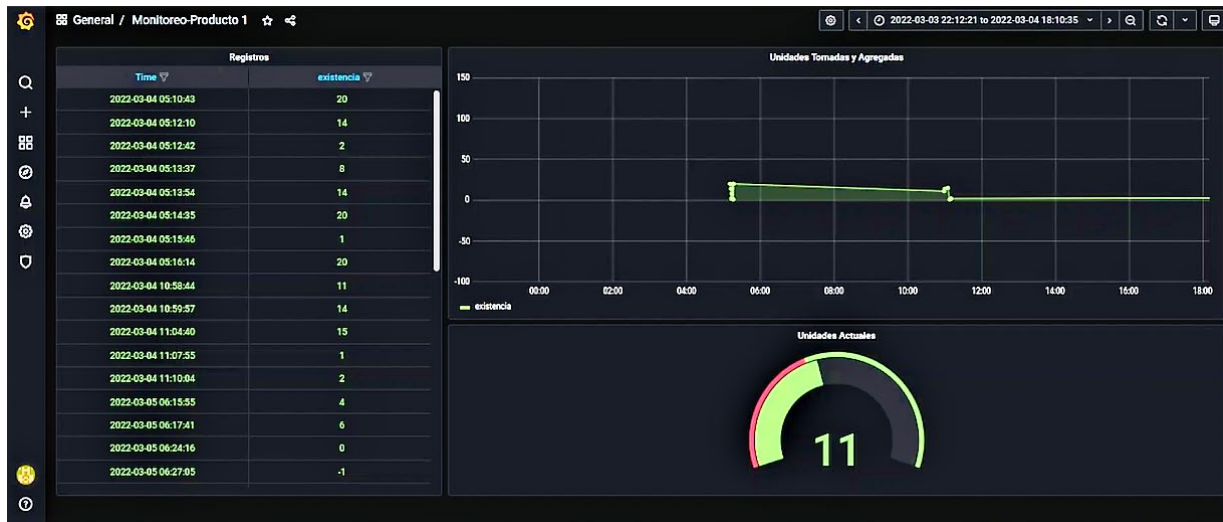 General / Monitoreo-Producto 1
2022-03-03 22:12:21 to 2022-03-04 18:10:35
Registros
Time existencia
2022-03-04 05:10:43 20
2022-03-04 05:12:10 14
2022-03-04 05:12:42 2
2022-03-04 05:13:37 8
2022-03-04 05:13:54 14
2022-03-04 05:14:35 20
2022-03-04 05:15:46 1
2022-03-04 05:16:14 20
2022-03-04 10:58:44 11
2022-03-04 10:59:57 14
2022-03-04 11:04:40 15
2022-03-04 11:07:55 1
2022-03-04 11:10:04 2
2022-03-05 06:15:55 4
2022-03-05 06:17:41 6
2022-03-05 06:24:16 0
2022-03-05 06:27:05 -1
Unidades Tomadas y Agregadas
150
100
50
0
-50
-100
00:00 02:00 04:00 06:00 08:00 10:00 12:00 14:00 16:00 18:00
existencia
Unidades Actuales
11